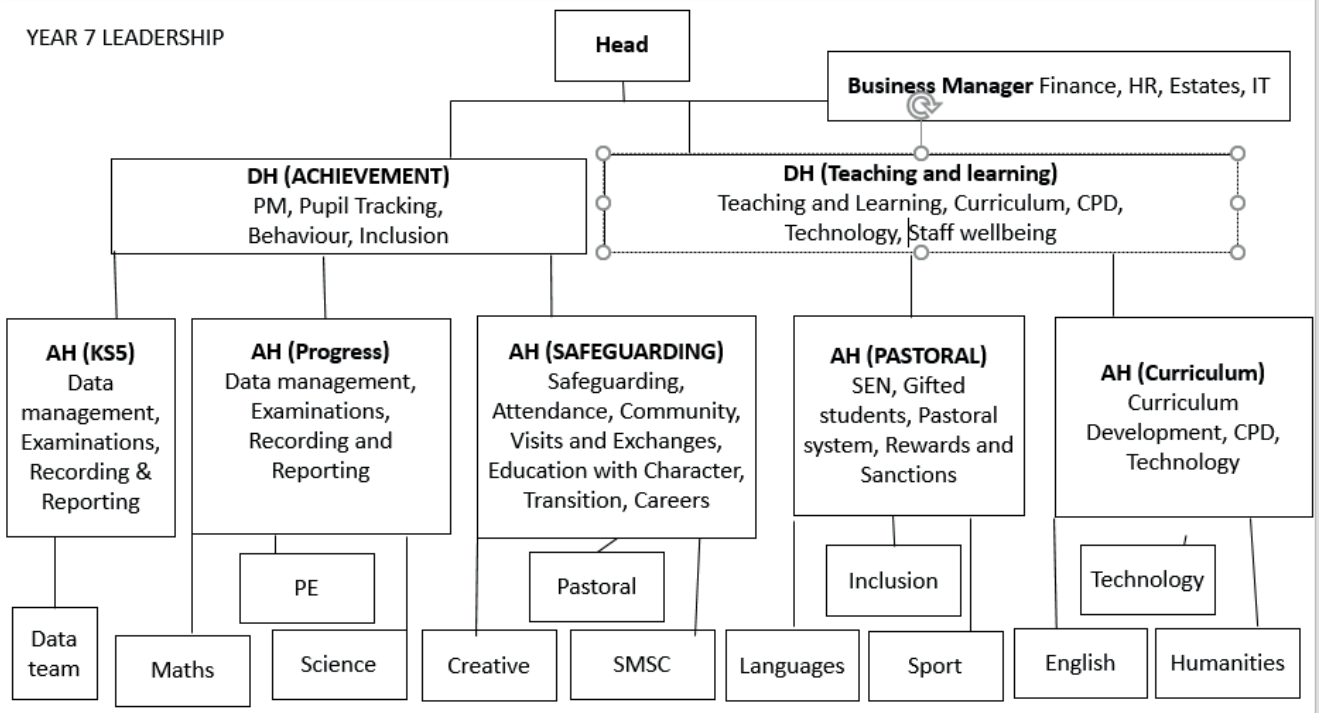 YEAR 7 LEADERSHIP
Head
Business Manager Finance, HR, Estates, IT
DH (ACHIEVEMENT)
PM, Pupil Tracking,
Behaviour, Inclusion
DH (Teaching and learning)
Teaching and Learning, Curriculum, CPD,
Technology, Staff wellbeing
AH (KS5)
Data
management,
Examinations,
Recording &
Reporting
AH (Progress)
Data management,
Examinations,
Recording and
Reporting
AH (SAFEGUARDING)
Safeguarding,
Attendance, Community,
Visits and Exchanges,
Education with Character,
Transition, Careers
AH (PASTORAL)
SEN, Gifted
students, Pastoral
system, Rewards and
Sanctions
AH (Curriculum)
Curriculum
Development, CPD,
Technology
Data
team
Maths
PE
Science
Creative
Pastoral
SMSC
Languages
Inclusion
Sport
English
Technology
Humanities